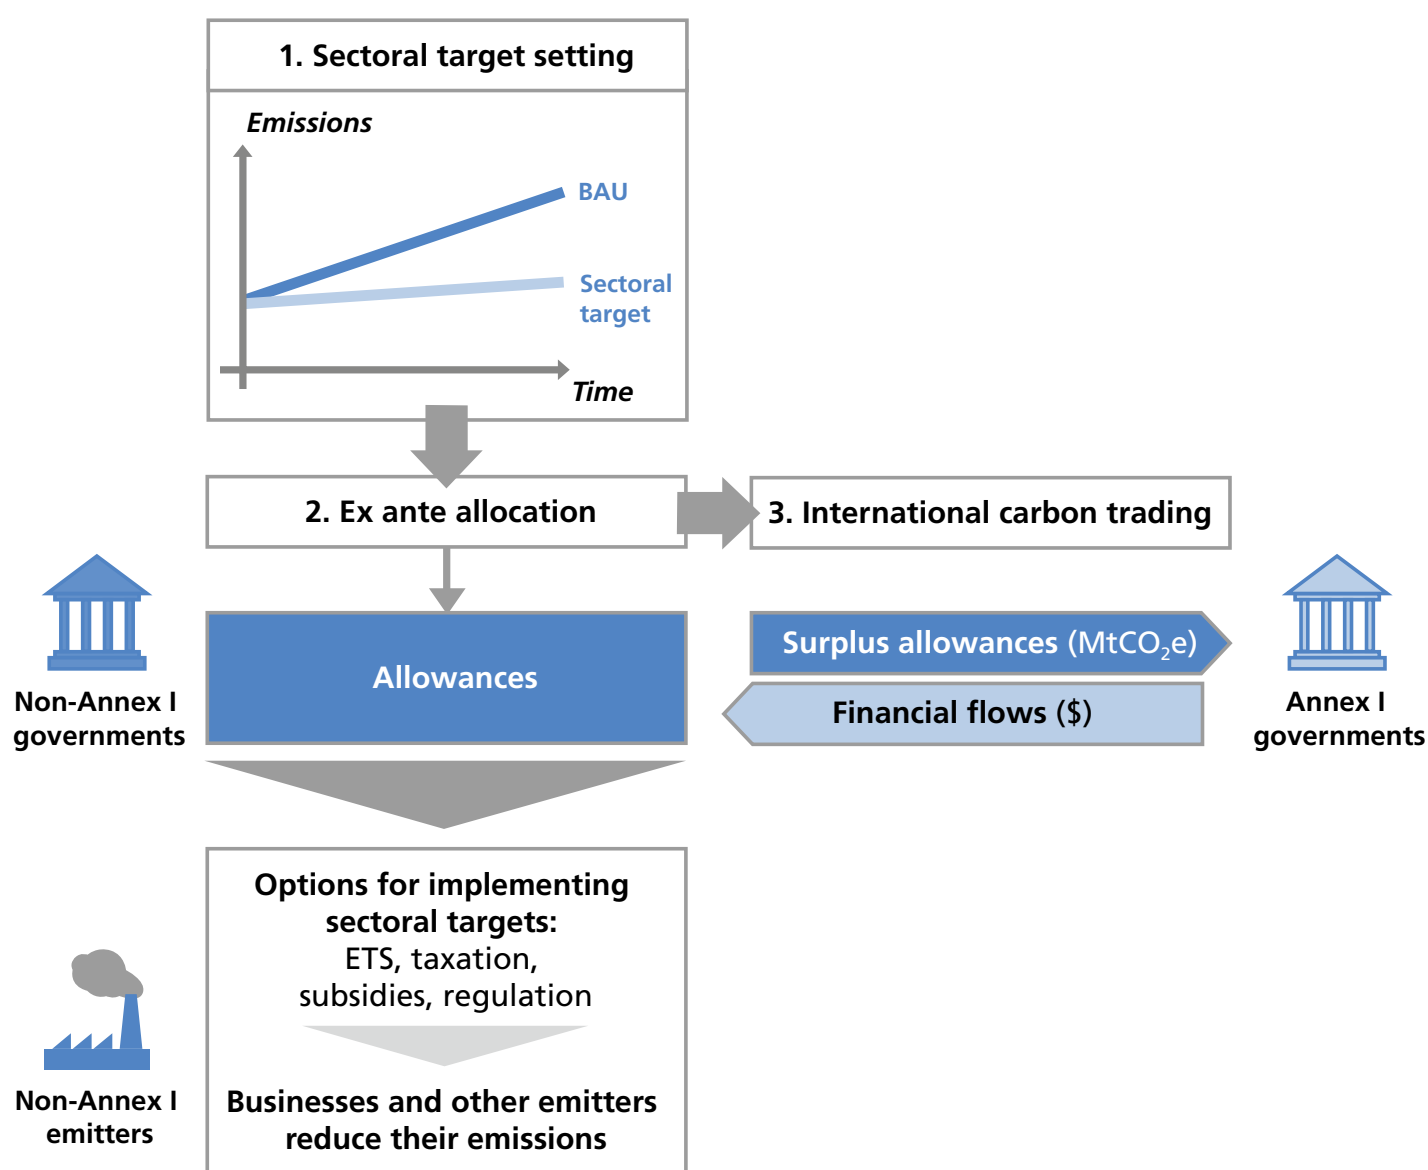 1. Sectoral target setting
Emissions
BAU
Sectoral
target
Time
2. Ex ante allocation
3. International carbon trading
Non-Annex I
governments
Allowances
Surplus allowances (MtCO₂e)
Financial flows ($)
Annex I
governments
Options for implementing
sectoral targets:
ETS, taxation,
subsidies, regulation
Non-Annex I
emitters
Businesses and other emitters
reduce their emissions